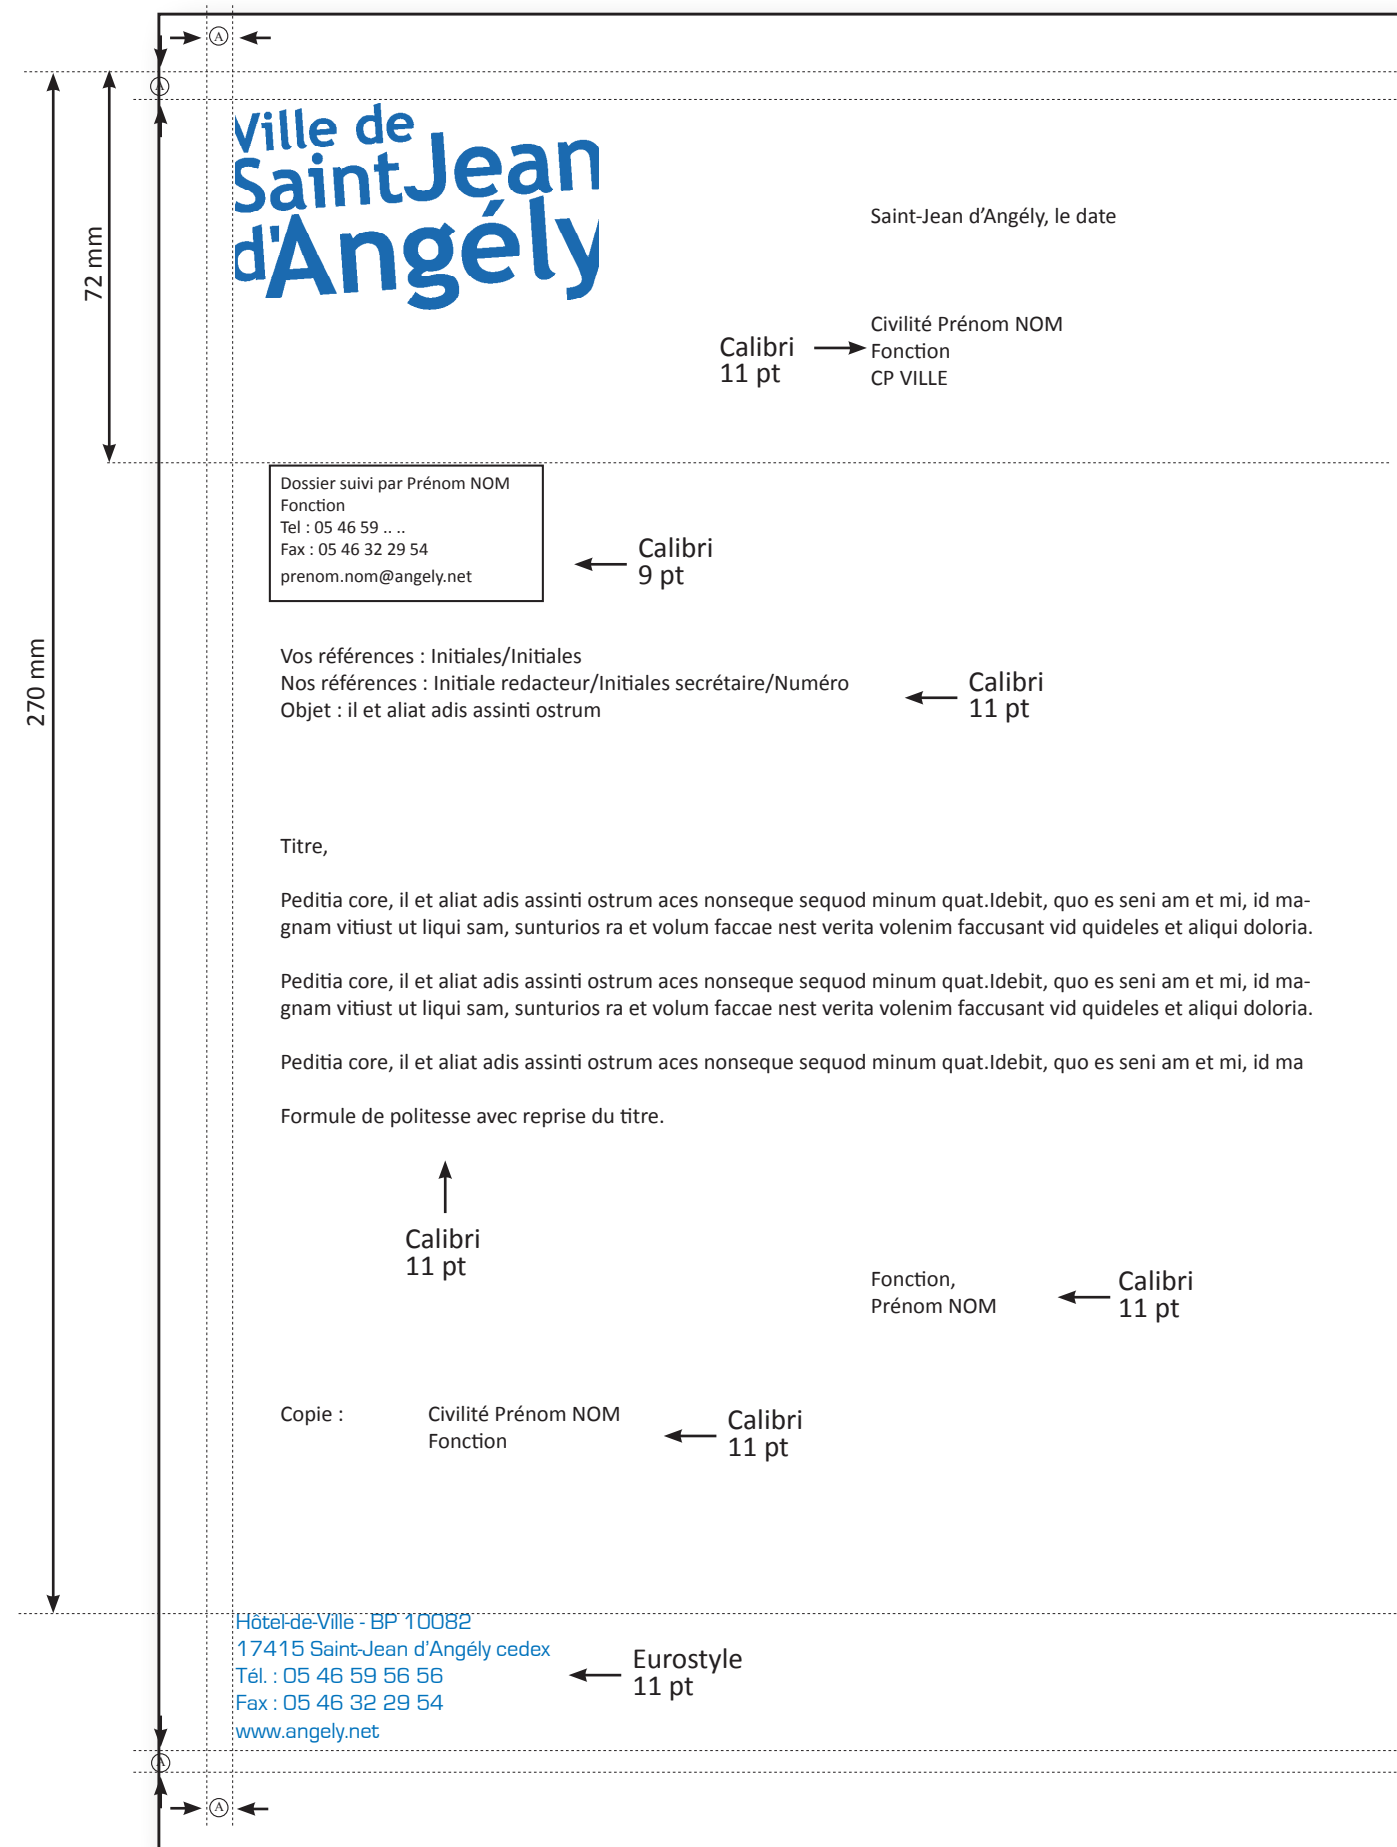 A
A
Ville de
Saint Jean
d'Angély
Saint-Jean d’Angély, le date
72 mm
Civilité Prénom NOM
Fonction
CP VILLE
Calibri
11 pt
Dossier suivi par Prénom NOM
Fonction
Tel : 05 46 59 .. ..
Fax : 05 46 32 29 54
prenom.nom@angely.net
Calibri
9 pt
270 mm
Vos références : Initiales/Initiales
Nos références : Initiale redacteur/Initiales secrétaire/Numéro
Objet : il et aliat adis assinti ostrum
Calibri
11 pt
Titre,
Peditia core, il et aliat adis assinti ostrum aces nonseque sequod minum quat.Idebit, quo es seni am et mi, id ma-
gnam vitiust ut liqui sam, sunturios ra et volum faccae nest verita volenim faccusant vid quideles et aliqui doloria.
Peditia core, il et aliat adis assinti ostrum aces nonseque sequod minum quat.Idebit, quo es seni am et mi, id ma-
gnam vitiust ut liqui sam, sunturios ra et volum faccae nest verita volenim faccusant vid quideles et aliqui doloria.
Peditia core, il et aliat adis assinti ostrum aces nonseque sequod minum quat.Idebit, quo es seni am et mi, id ma
Formule de politesse avec reprise du titre.
Calibri
11 pt
Fonction,
Prénom NOM
Calibri
11 pt
Copie : Civilité Prénom NOM
Fonction
Calibri
11 pt
Hôtel-de-Ville - BP 10082
17415 Saint-Jean d’Angély cedex
Tél. : 05 46 59 56 56
Fax : 05 46 32 29 54
www.angely.net
Eurostyle
11 pt
A
A